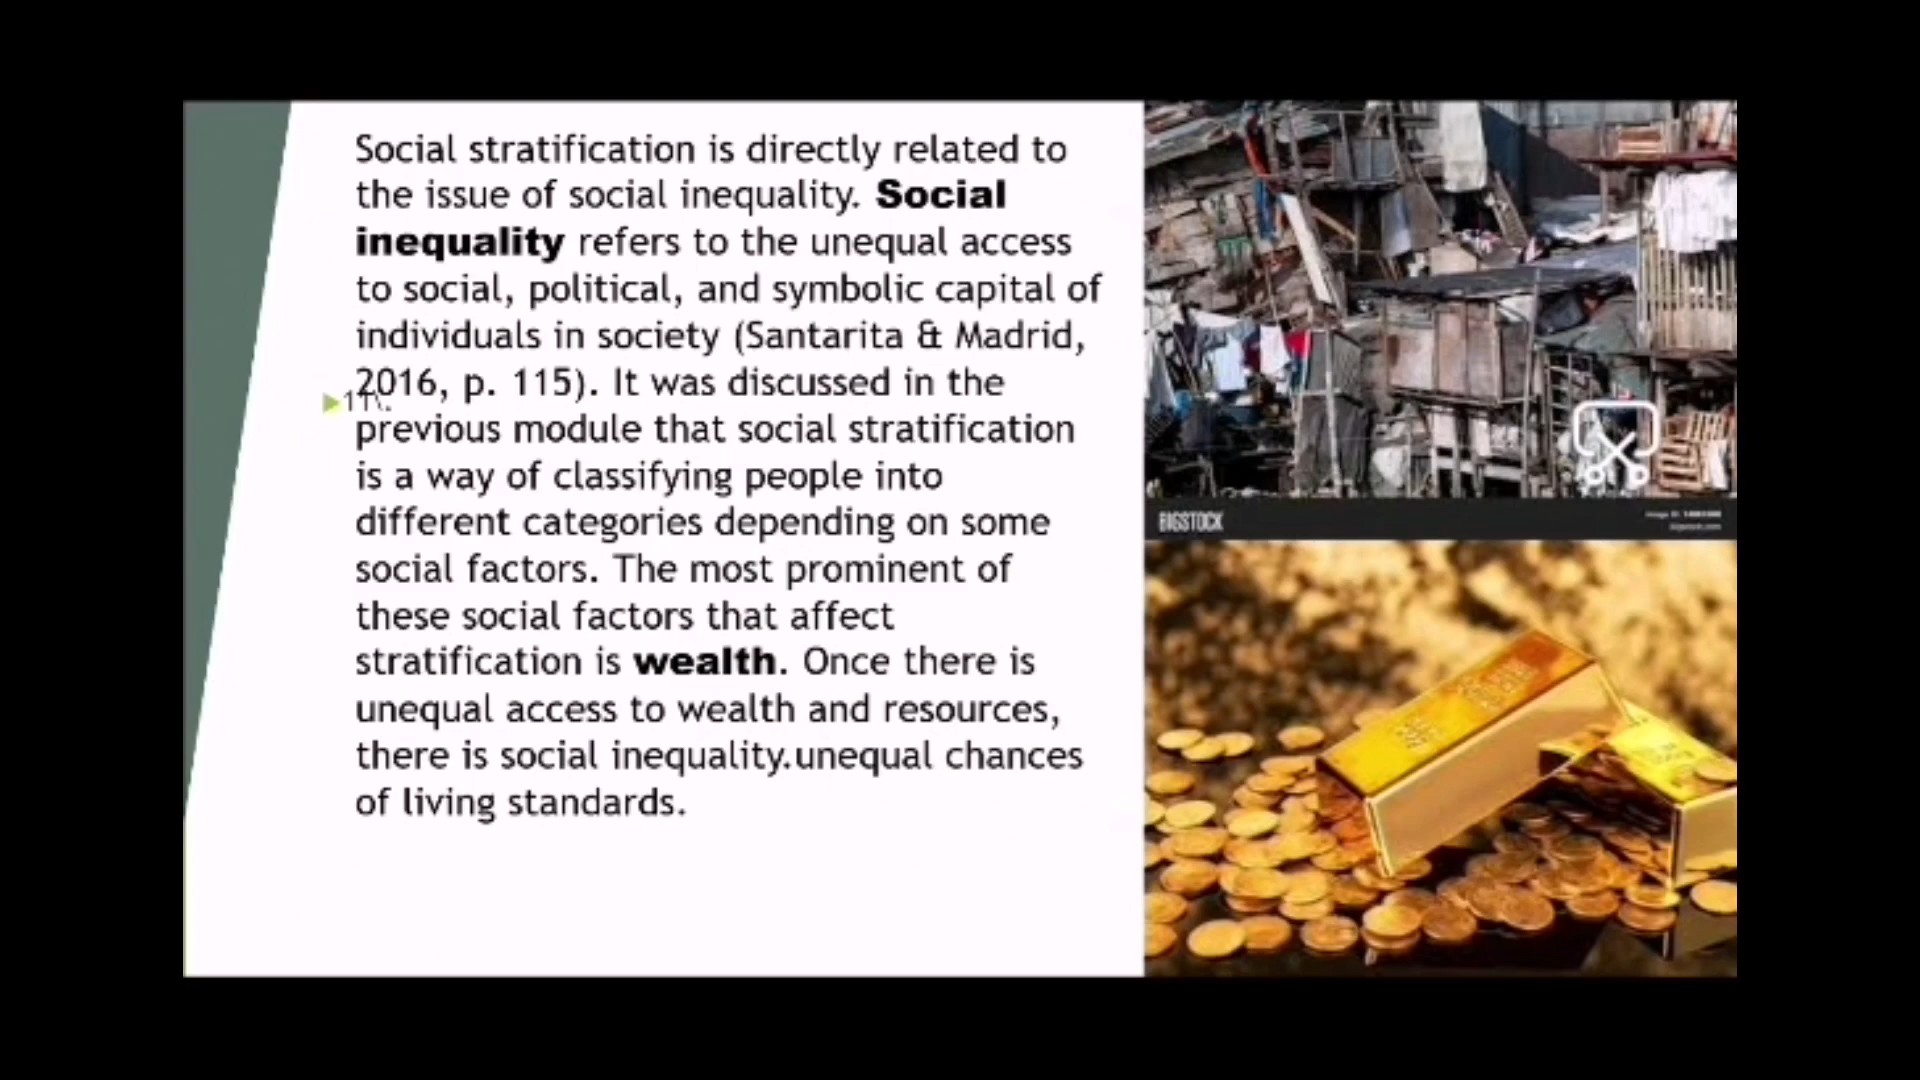 Social stratification is directly related to
the issue of social inequality. Social
inequality refers to the unequal access
to social, political, and symbolic capital of
individuals in society (Santarita & Madrid,
2016, p. 115). It was discussed in the
previous module that social stratification
is a way of classifying people into
different categories depending on some
social factors. The most prominent of
these social factors that affect
stratification is wealth. Once there is
unequal access to wealth and resources,
there is social inequality.unequal chances
of living standards.
BIGSTOCK